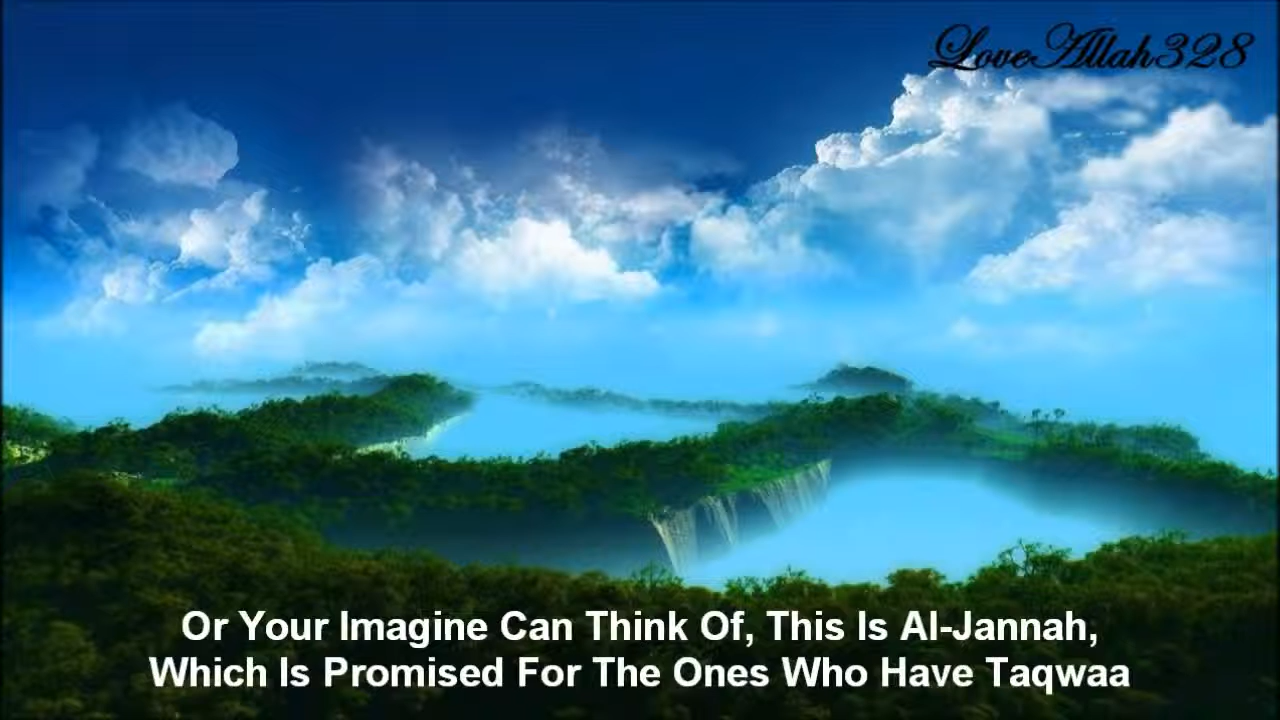 LoveAllah328
Or Your Imagine Can Think Of, This Is Al-Jannah,
Which Is Promised For The Ones Who Have Taqwaa